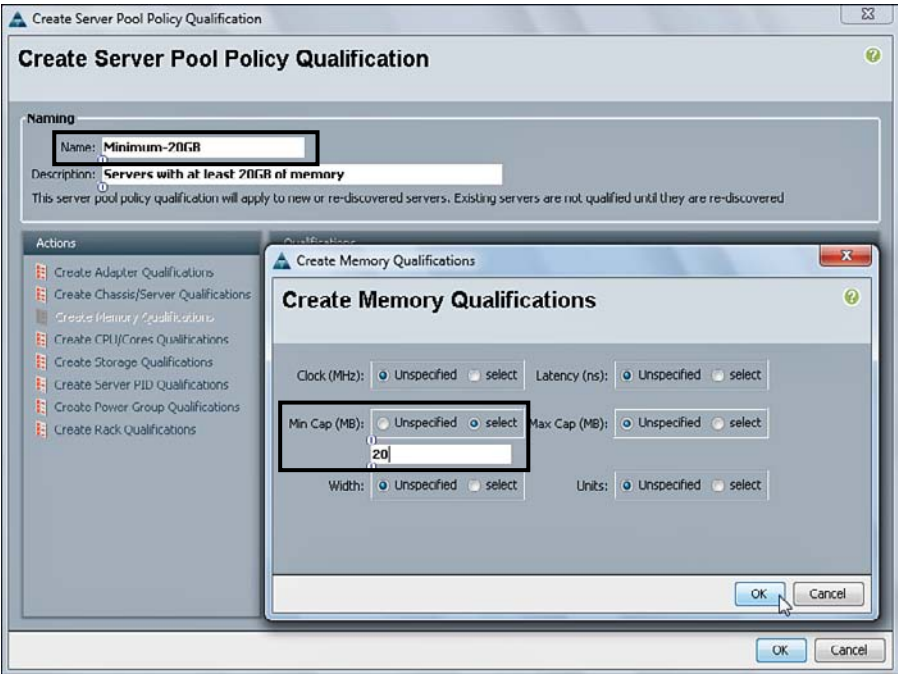 Create Server Pool Policy Qualification
Create Server Pool Policy Qualification
Naming
Name: Minimum-20GB
Description: Servers with at least 20GB of memory
This server pool policy qualification will apply to new or re-discovered servers. Existing servers are not qualified until they are re-discovered
Actions
Qualifications
Create Adapter Qualifications
Create Chassis/Server Qualifications
Create Memory Qualifications
Create CPU/Cores Qualifications
Create Storage Qualifications
Create Server PID Qualifications
Create Power Group Qualifications
Create Rack Qualifications
Create Memory Qualifications
Create Memory Qualifications
Clock (MHz): Unspecified select Latency (ns): Unspecified select
Min Cap (MB): Unspecified select Max Cap (MB): Unspecified select
20
Width: Unspecified select Units: Unspecified select
OK Cancel
OK Cancel